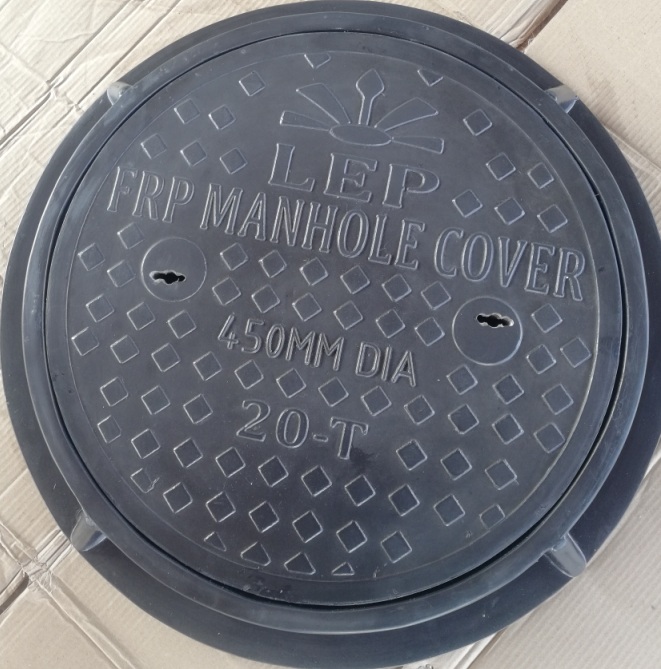 LEP
FRP MANHOLE COVER
450MM DIA
20-T